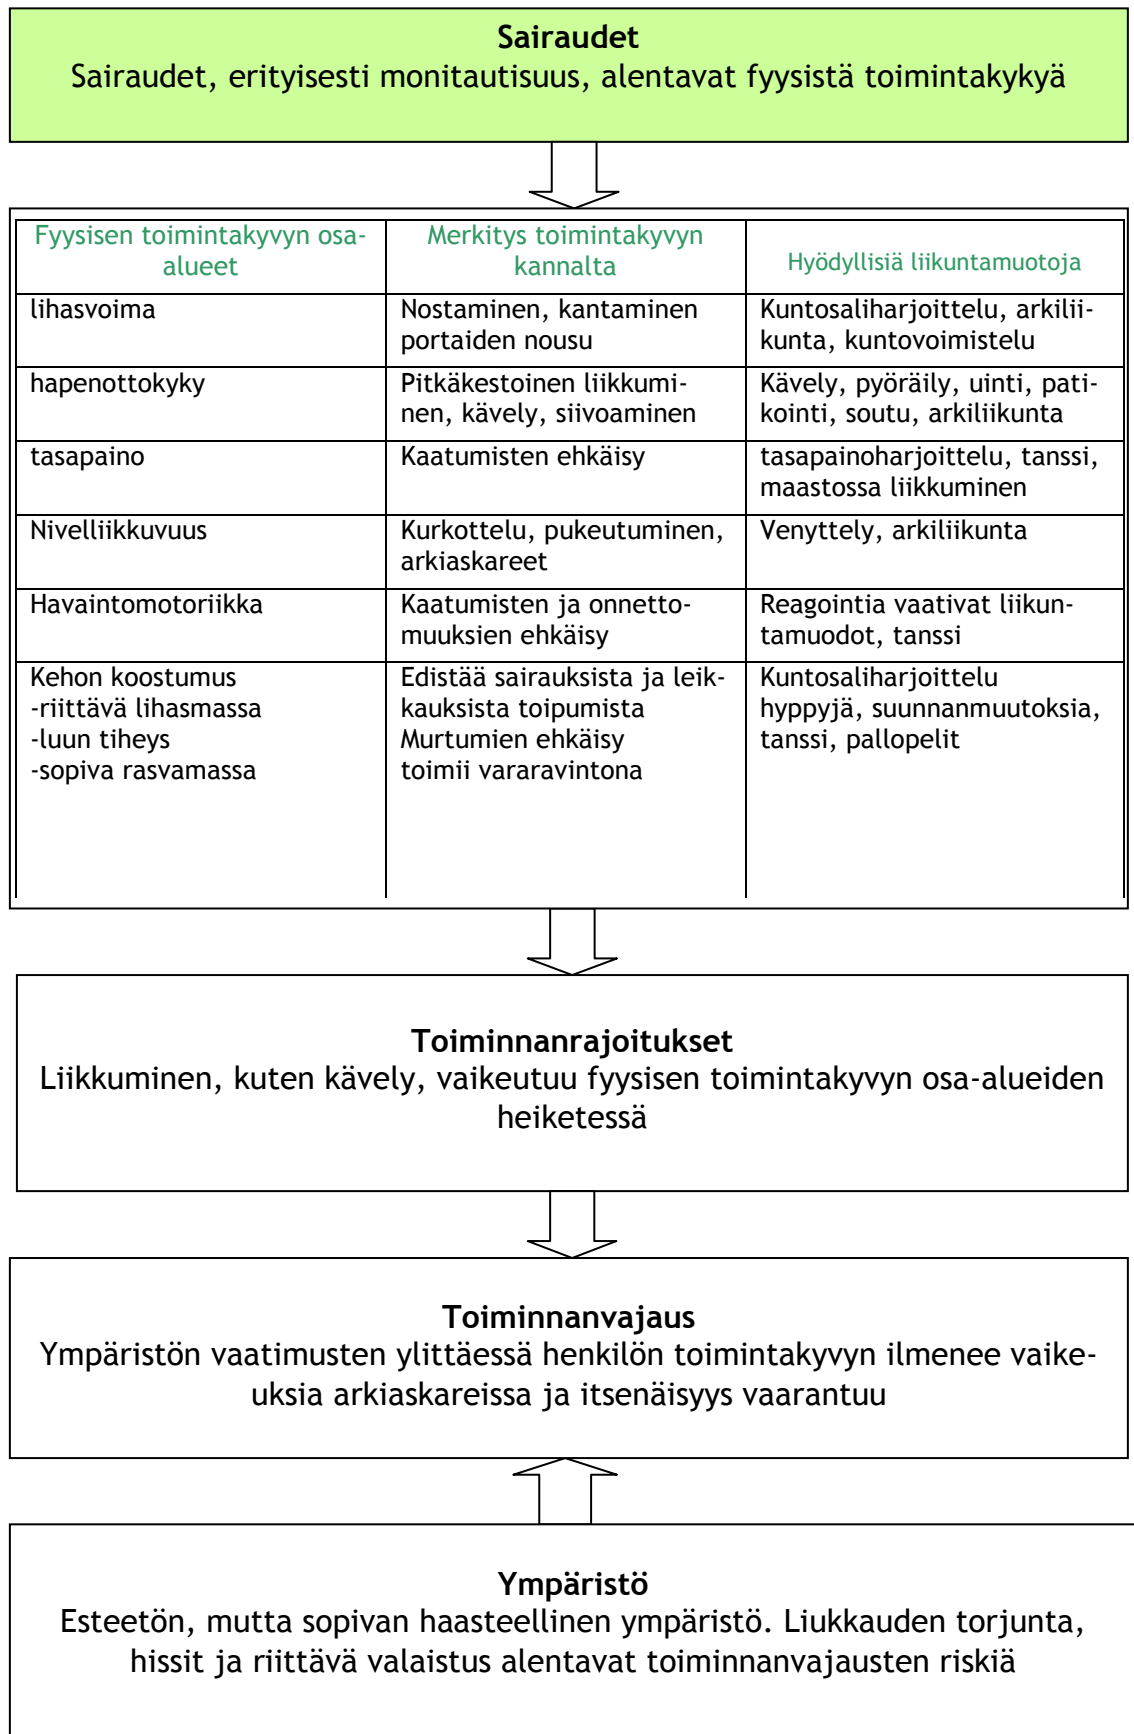 Sairaudet
Sairaudet, erityisesti monitautisuus, alentavat fyysistä toimintakykyä
Fyysisen toimintakyvyn osa-
alueet
Merkitys toimintakyvyn
kannalta
Hyödyllisiä liikuntamuotoja
lihasvoima
Nostaminen, kantaminen
portaiden nousu
Kuntosaliharjoittelu, arkilii-
kunta, kuntovoimistelu
hapenottokyky
Pitkäkestoinen liikkumi-
nen, kävely, siivoaminen
Kävely, pyöräily, uinti, pati-
kointi, soutu, arkiliikunta
tasapaino
Kaatumisten ehkäisy
tasapainoharjoittelu, tanssi,
maastossa liikkuminen
Nivelliikkuvuus
Kurkottelu, pukeutuminen,
arkiaskareet
Venyttely, arkiliikunta
Havaintomotoriikka
Kaatumisten ja onnetto-
muuksien ehkäisy
Reagointia vaativat liikun-
tamuodot, tanssi
Kehon koostumus
-riittävä lihasmassa
-luun tiheys
-sopiva rasvamassa
Edistää sairauksista ja leik-
kauksista toipumista
Murtumien ehkäisy
toimii vararavintona
Kuntosaliharjoittelu
hyppyjä, suunnanmuutoksia,
tanssi, pallopelit
Toiminnanrajoitukset
Liikkuminen, kuten kävely, vaikeutuu fyysisen toimintakyvyn osa-alueiden
heiketessä
Toiminnanvajaus
Ympäristön vaatimusten ylittäessä henkilön toimintakyvyn ilmenee vaike-
uksia arkiaskareissa ja itsenäisyys vaarantuu
Ympäristö
Esteetön, mutta sopivan haasteellinen ympäristö. Liukkauden torjunta,
hissit ja riittävä valaistus alentavat toiminnanvajausten riskiä